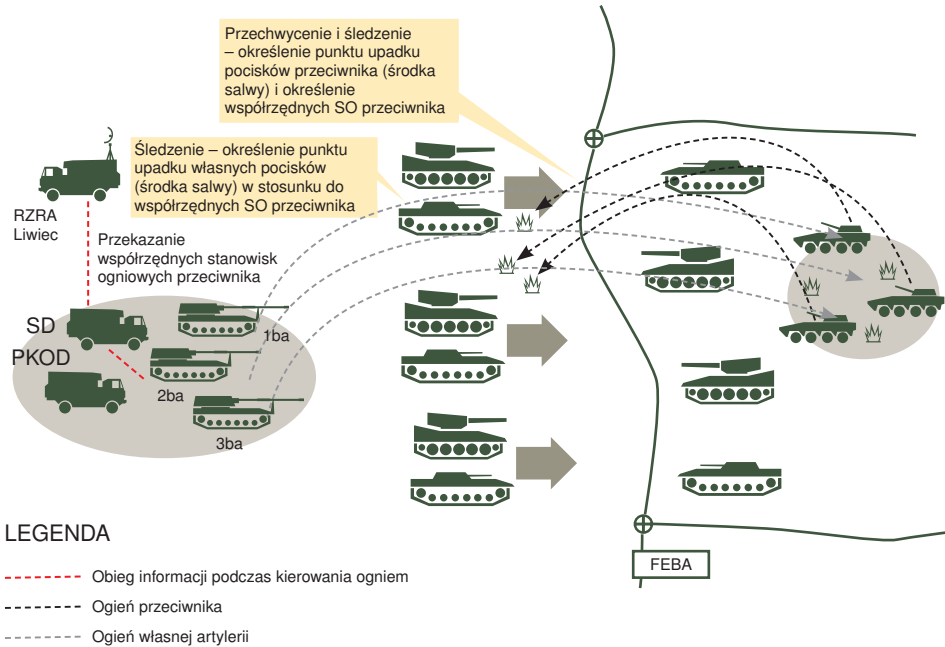 Przechwycenie i śledzenie
– określenie punktu upadku
pocisków przeciwnika (środka
salwy) i określenie
współrzędnych SO przeciwnika
Śledzenie – określenie punktu
upadku własnych pocisków
(środka salwy) w stosunku do
współrzędnych SO przeciwnika
RZRA
Liwiec
Przekazanie
współrzędnych stanowisk
ogniowych przeciwnika
SD
PKOD
1ba
2ba
3ba
FEBA
LEGENDA
Obieg informacji podczas kierowania ogniem
Ogień przeciwnika
Ogień własnej artylerii